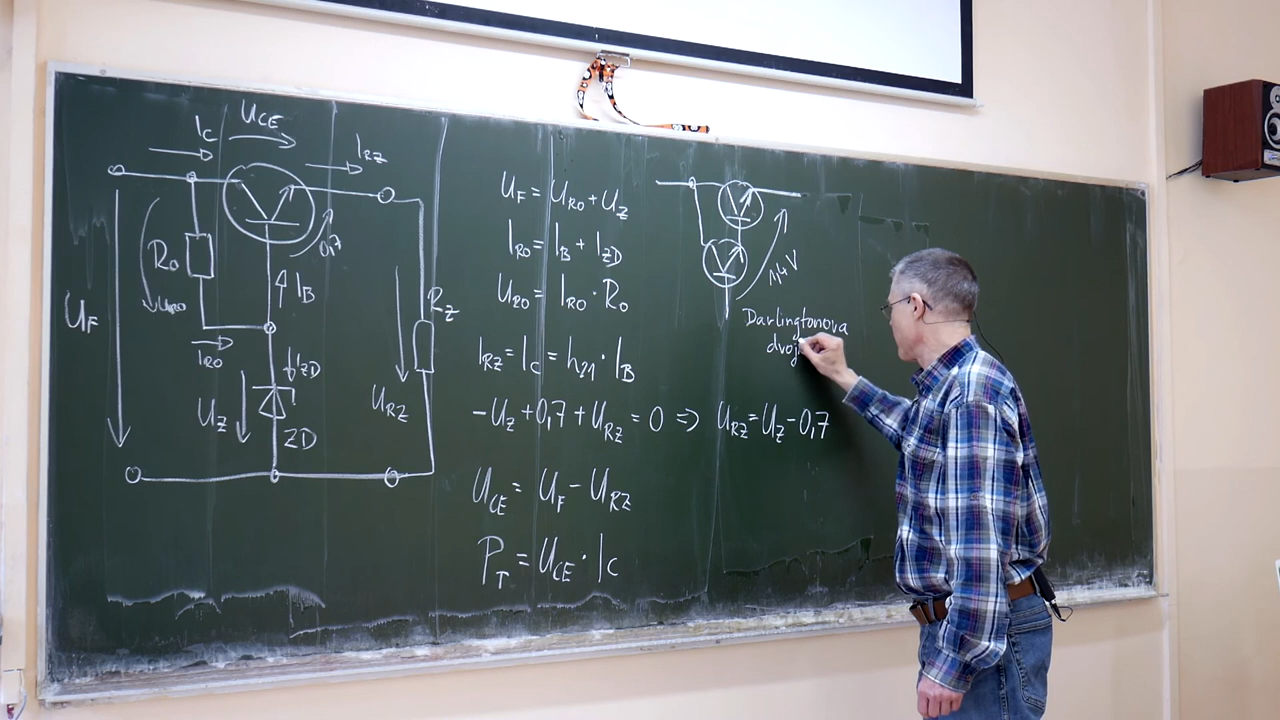 I_C
U_CE
I_RZ
0,7
R_0
U_R0
I_B
U_F
I_R0
I_ZD
U_Z
ZD
R_Z
U_RZ
U_F = U_R0 + U_Z
I_R0 = I_B + I_ZD
U_R0 = I_R0 · R_0
I_RZ = I_C = h_21 · I_B
-U_Z + 0,7 + U_RZ = 0 ⇒ U_RZ = U_Z - 0,7
U_CE = U_F - U_RZ
P_T = U_CE · I_C
1,4 V
Darlingtonova
dvoj